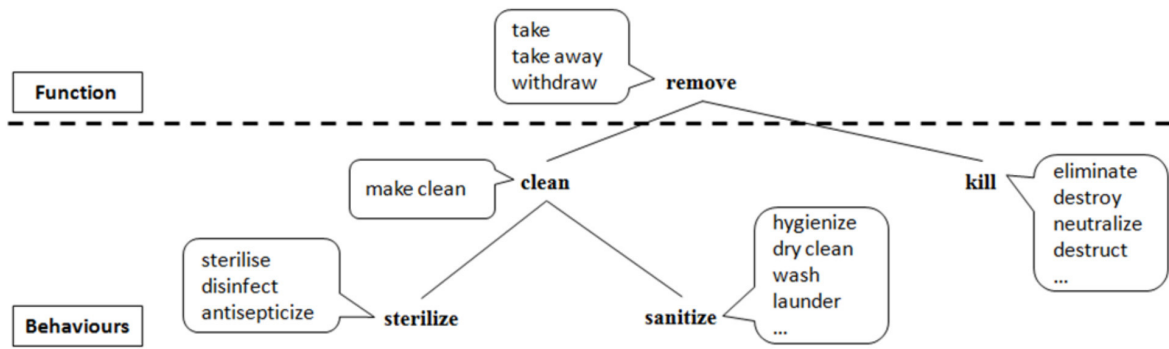 take
take away
withdraw
remove
Function
make clean
clean
kill
eliminate
destroy
neutralize
destruct
...
sterilise
disinfect
antisepticize
sterilize
hygienize
dry clean
wash
launder
...
sanitize
Behaviours